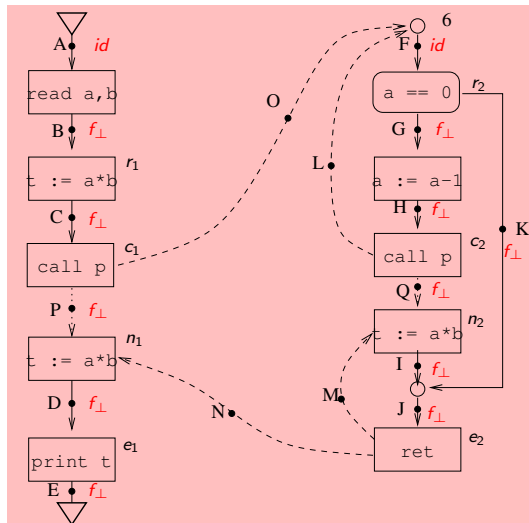 A id
read a,b
B f⊥
r1
t := a*b
C f⊥
c1
call p
P f⊥
n1
t := a*b
D f⊥
e1
print t
E f⊥
O
L
N
M
6
F id
r2
a == 0
G f⊥
a := a-1
H f⊥
c2
call p
Q f⊥
n2
t := a*b
I f⊥
J f⊥
e2
ret
K
f⊥